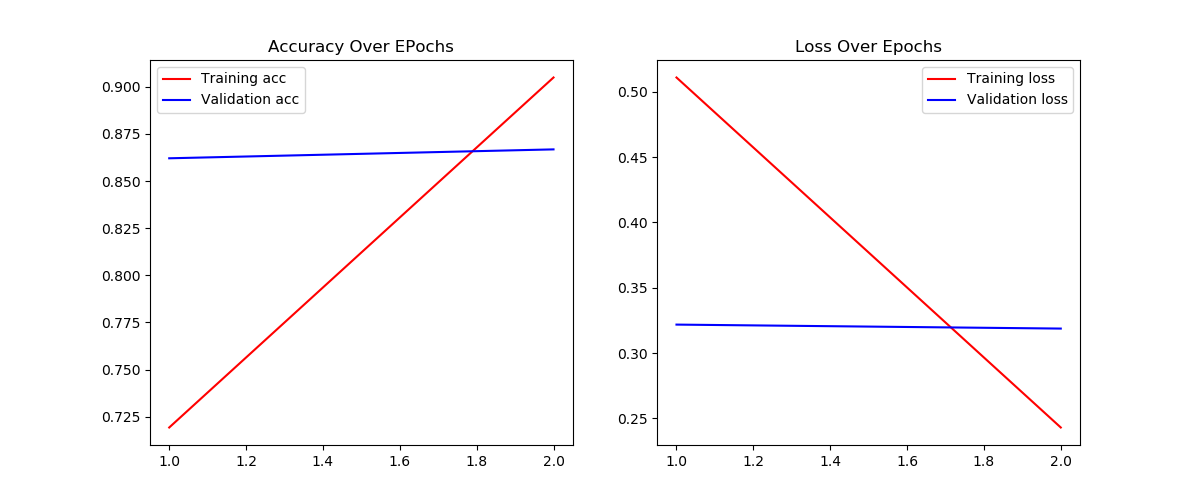 Accuracy Over EPochs
Training acc
Validation acc
0.900
0.875
0.850
0.825
0.800
0.775
0.750
0.725
1.0 1.2 1.4 1.6 1.8 2.0
Loss Over Epochs
Training loss
Validation loss
0.50
0.45
0.40
0.35
0.30
0.25
1.0 1.2 1.4 1.6 1.8 2.0